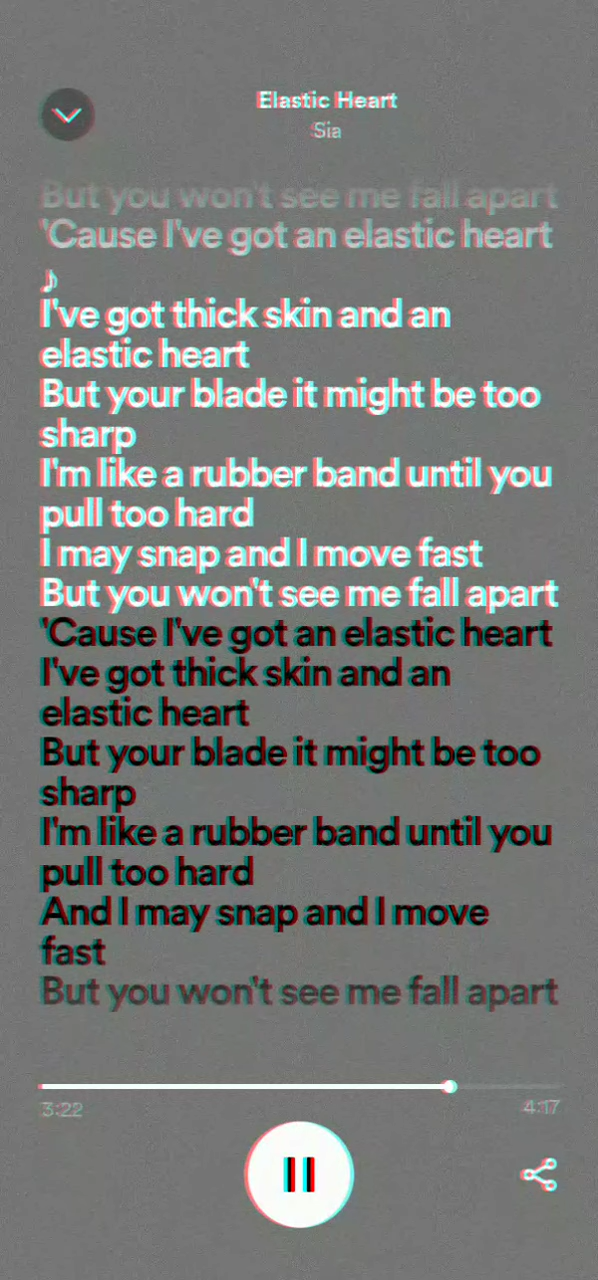 Elastic Heart
Sia
But you won't see me fall apart
'Cause I've got an elastic heart
♪
I've got thick skin and an
elastic heart
But your blade it might be too
sharp
I'm like a rubber band until you
pull too hard
I may snap and I move fast
But you won't see me fall apart
'Cause I've got an elastic heart
I've got thick skin and an
elastic heart
But your blade it might be too
sharp
I'm like a rubber band until you
pull too hard
And I may snap and I move
fast
But you won't see me fall apart
3:22
4:17